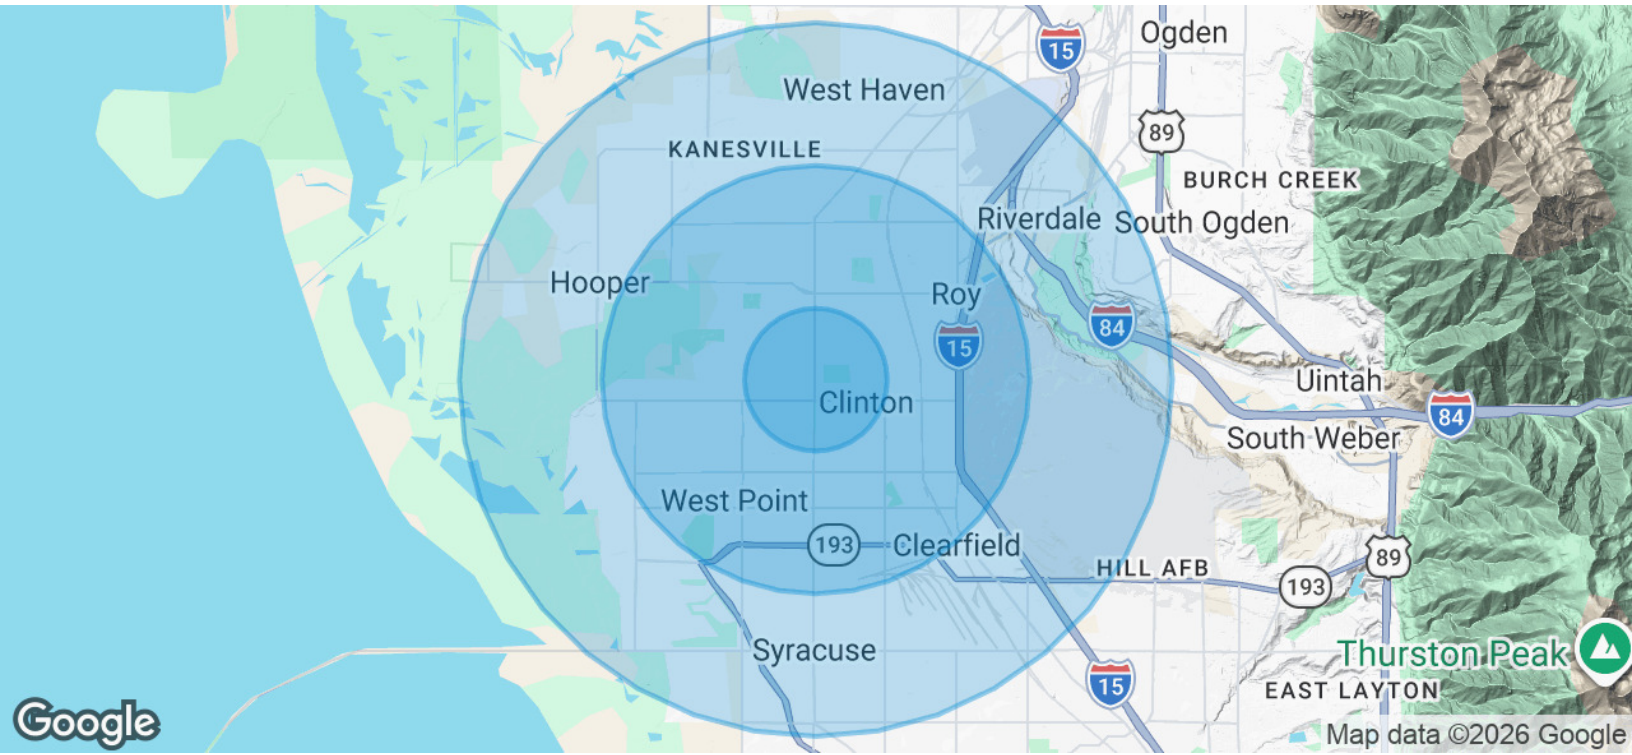 Ogden
15
West Haven
89
KANESVILLE
BURCH CREEK
Riverdale
South Ogden
Hooper
Roy
84
15
Uintah
Clinton
84
South Weber
West Point
193
Clearfield
HILL AFB
89
193
Syracuse
Thurston Peak
15
EAST LAYTON
Google
Map data ©2026 Google